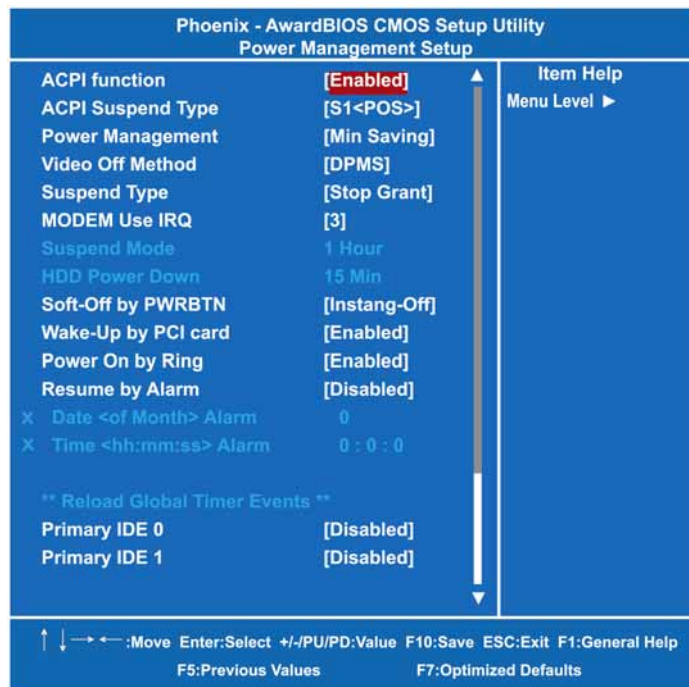 Phoenix - AwardBIOS CMOS Setup Utility
Power Management Setup
ACPI function [Enabled]
ACPI Suspend Type [S1<POS>]
Power Management [Min Saving]
Video Off Method [DPMS]
Suspend Type [Stop Grant]
MODEM Use IRQ [3]
Suspend Mode 1 Hour
HDD Power Down 15 Min
Soft-Off by PWRBTN [Instang-Off]
Wake-Up by PCI card [Enabled]
Power On by Ring [Enabled]
Resume by Alarm [Disabled]
X Date <of Month> Alarm 0
X Time <hh:mm:ss> Alarm 0 : 0 : 0
** Reload Global Timer Events **
Primary IDE 0 [Disabled]
Primary IDE 1 [Disabled]
Item Help
Menu Level ►
↑ ↓ → ← :Move Enter:Select +/-/PU/PD:Value F10:Save ESC:Exit F1:General Help
F5:Previous Values F7:Optimized Defaults